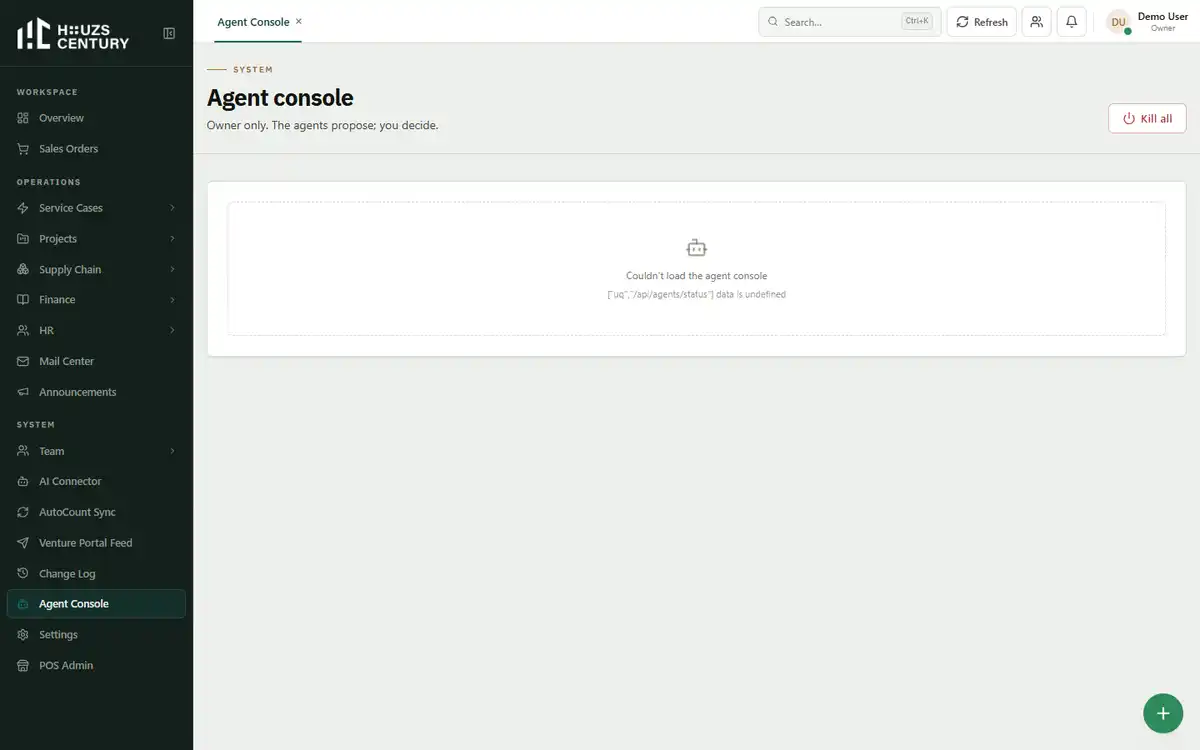 HOUZS
CENTURY
WORKSPACE
Overview
Sales Orders
OPERATIONS
Service Cases
Projects
Supply Chain
Finance
HR
Mail Center
Announcements
SYSTEM
Team
AI Connector
AutoCount Sync
Venture Portal Feed
Change Log
Agent Console
Settings
POS Admin
Agent Console ×
Search...
Ctrl+K
Refresh
DU
Demo User
Owner
SYSTEM
Agent console
Owner only. The agents propose; you decide.
Kill all
Couldn't load the agent console
["uq","/api/agents/status"] data is undefined